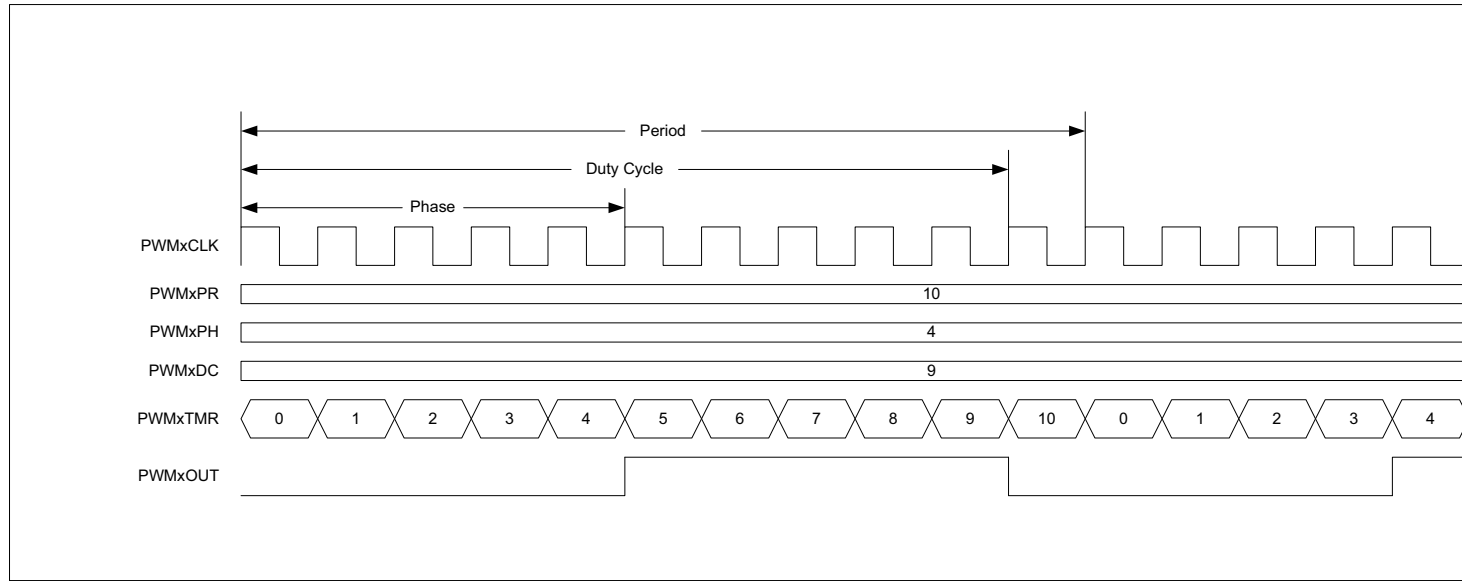 Period
Duty Cycle
Phase
PWMxCLK
PWMxPR 10
PWMxPH 4
PWMxDC 9
PWMxTMR 0 1 2 3 4 5 6 7 8 9 10 0 1 2 3 4
PWMxOUT